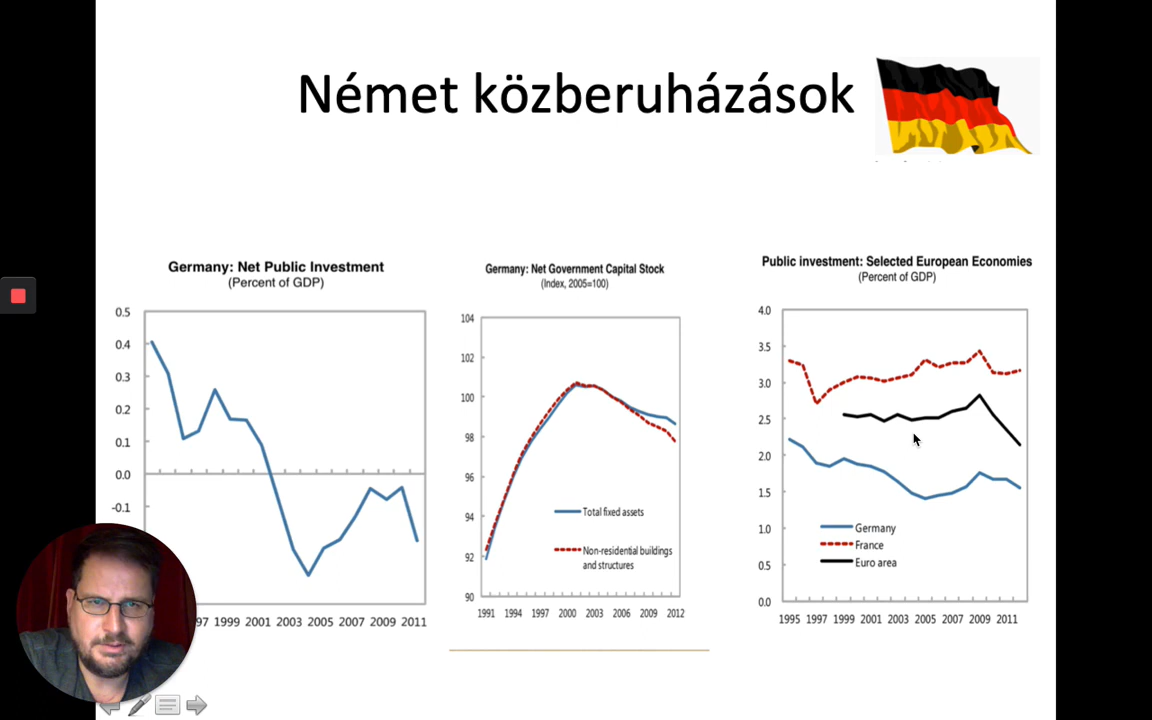 Német közberuházások
Germany: Net Public Investment
(Percent of GDP)
0.5
0.4
0.3
0.2
0.1
0.0
-0.1
97 1999 2001 2003 2005 2007 2009 2011
Germany: Net Government Capital Stock
(Index, 2005=100)
104
102
100
98
96
94
92
90
Total fixed assets
Non-residential buildings
and structures
1991 1994 1997 2000 2003 2006 2009 2012
Public investment: Selected European Economies
(Percent of GDP)
4.0
3.5
3.0
2.5
2.0
1.5
1.0
0.5
0.0
Germany
France
Euro area
1995 1997 1999 2001 2003 2005 2007 2009 2011